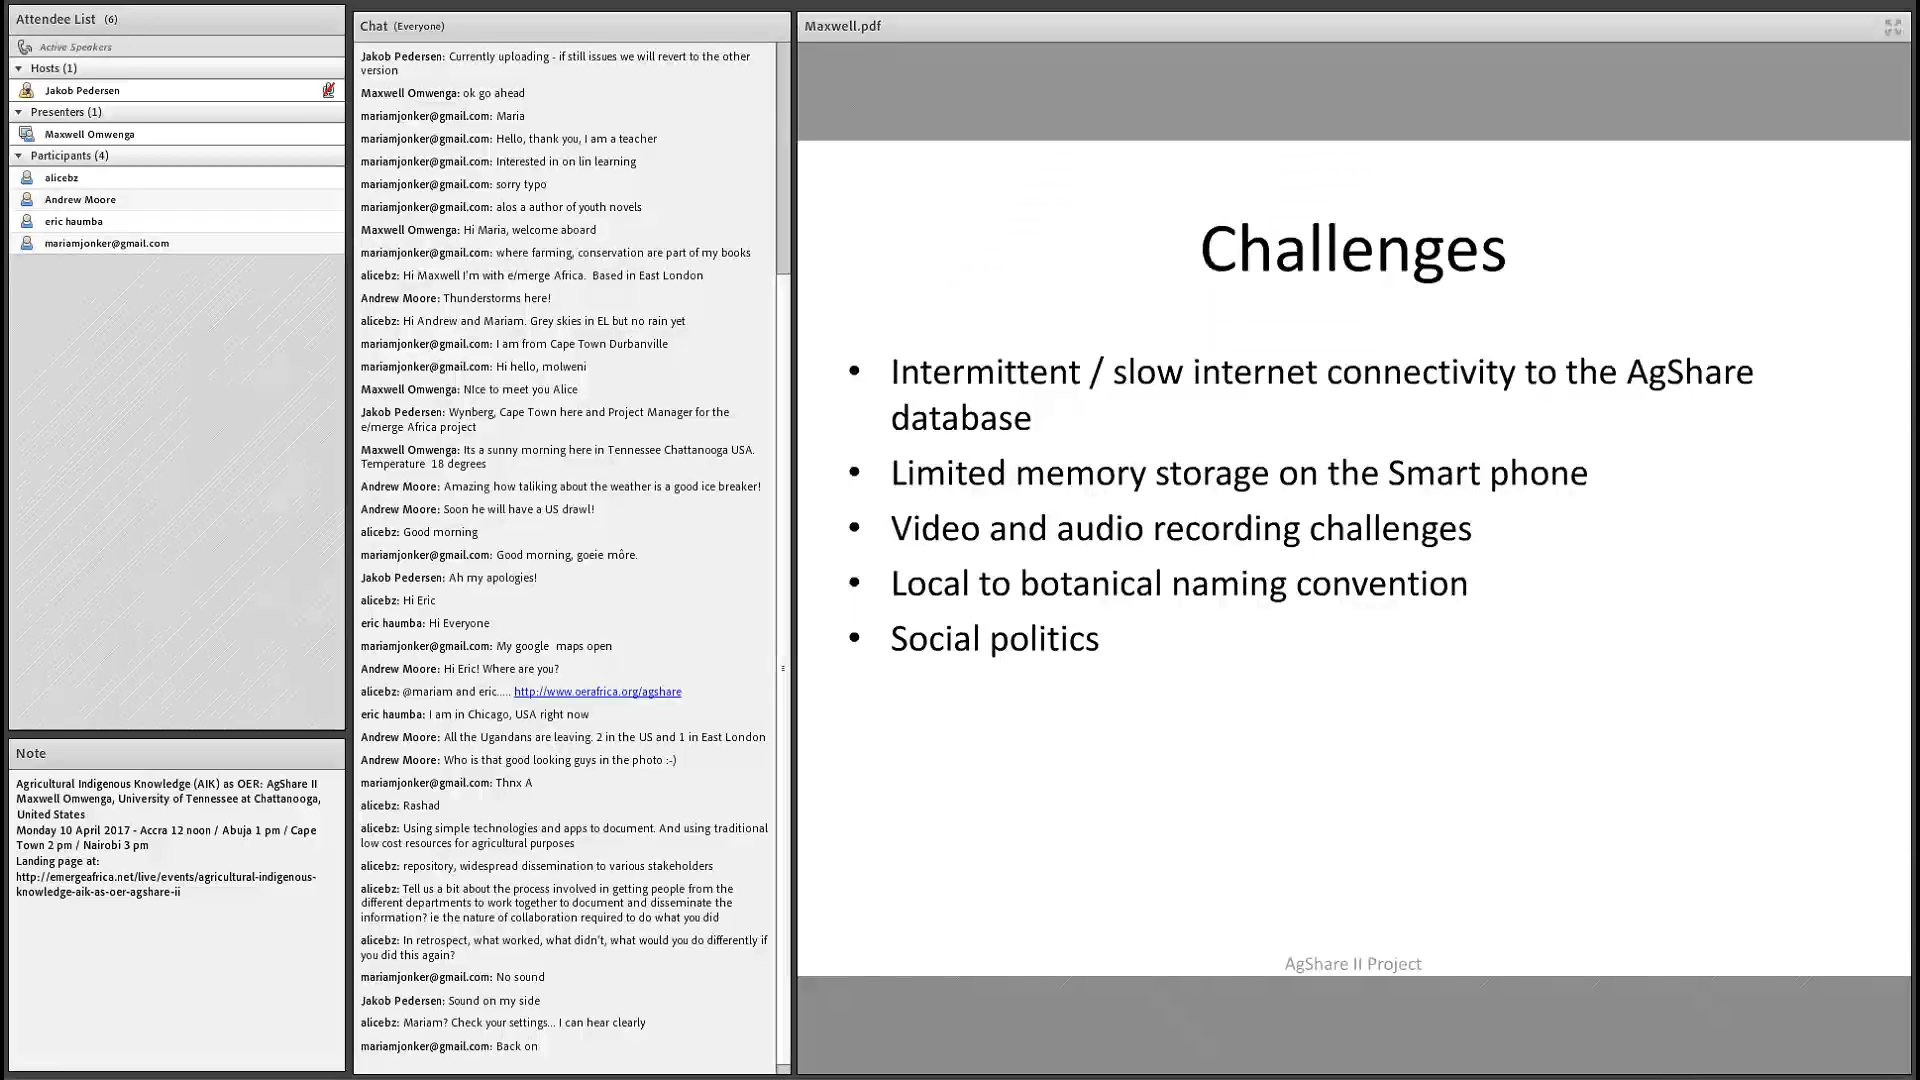 Attendee List (6)
Active Speakers
Hosts (1)
Jakob Pedersen
Presenters (1)
Maxwell Omwenga
Participants (4)
alicebz
Andrew Moore
eric haumba
mariamjonker@gmail.com
Note
Agricultural Indigenous Knowledge (AIK) as OER: AgShare II
Maxwell Omwenga, University of Tennessee at Chattanooga,
United States
Monday 10 April 2017 - Accra 12 noon / Abuja 1 pm / Cape
Town 2 pm / Nairobi 3 pm
Landing page at:
http://emergeafrica.net/live/events/agricultural-indigenous-
knowledge-aik-as-oer-agshare-ii
Chat (Everyone)
Jakob Pedersen: Currently uploading - if still issues we will revert to the other
version
Maxwell Omwenga: ok go ahead
mariamjonker@gmail.com: Maria
mariamjonker@gmail.com: Hello, thank you, I am a teacher
mariamjonker@gmail.com: Interested in on lin learning
mariamjonker@gmail.com: sorry typo
mariamjonker@gmail.com: alos a author of youth novels
Maxwell Omwenga: Hi Maria, welcome aboard
mariamjonker@gmail.com: where farming, conservation are part of my books
alicebz: Hi Maxwell I'm with e/merge Africa. Based in East London
Andrew Moore: Thunderstorms here!
alicebz: Hi Andrew and Mariam. Grey skies in EL but no rain yet
mariamjonker@gmail.com: I am from Cape Town Durbanville
mariamjonker@gmail.com: Hi hello, molweni
Maxwell Omwenga: NIce to meet you Alice
Jakob Pedersen: Wynberg, Cape Town here and Project Manager for the
e/merge Africa project
Maxwell Omwenga: Its a sunny morning here in Tennessee Chattanooga USA.
Temperature 18 degrees
Andrew Moore: Amazing how taliking about the weather is a good ice breaker!
Andrew Moore: Soon he will have a US drawl!
alicebz: Good morning
mariamjonker@gmail.com: Good morning, goeie môre.
Jakob Pedersen: Ah my apologies!
alicebz: Hi Eric
eric haumba: Hi Everyone
mariamjonker@gmail.com: My google maps open
Andrew Moore: Hi Eric! Where are you?
alicebz: @mariam and eric..... http://www.oerafrica.org/agshare
eric haumba: I am in Chicago, USA right now
Andrew Moore: All the Ugandans are leaving. 2 in the US and 1 in East London
Andrew Moore: Who is that good looking guys in the photo :-)
mariamjonker@gmail.com: Thnx A
alicebz: Rashad
alicebz: Using simple technologies and apps to document. And using traditional
low cost resources for agricultural purposes
alicebz: repository, widespread dissemination to various stakeholders
alicebz: Tell us a bit about the process involved in getting people from the
different departments to work together to document and disseminate the
information? ie the nature of collaboration required to do what you did
alicebz: In retrospect, what worked, what didn't, what would you do differently if
you did this again?
mariamjonker@gmail.com: No sound
Jakob Pedersen: Sound on my side
alicebz: Mariam? Check your settings... I can hear clearly
mariamjonker@gmail.com: Back on
Maxwell.pdf
Challenges
• Intermittent / slow internet connectivity to the AgShare
database
• Limited memory storage on the Smart phone
• Video and audio recording challenges
• Local to botanical naming convention
• Social politics
AgShare II Project